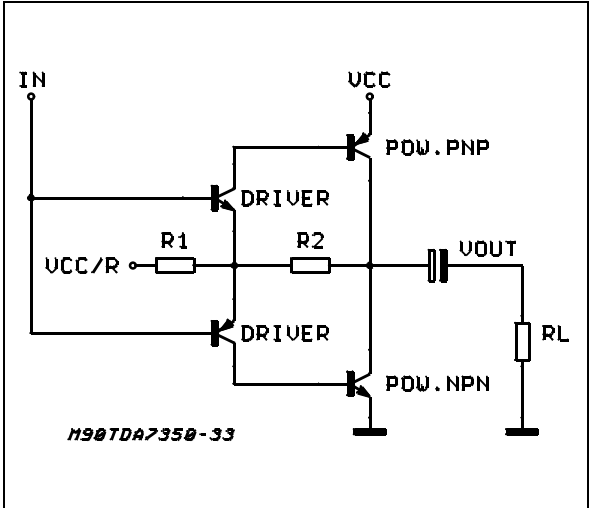 IN
VCC
POW.PNP
DRIVER
R1
R2
VCC/R
VOUT
DRIVER
RL
POW.NPN
M90TDA7350-33